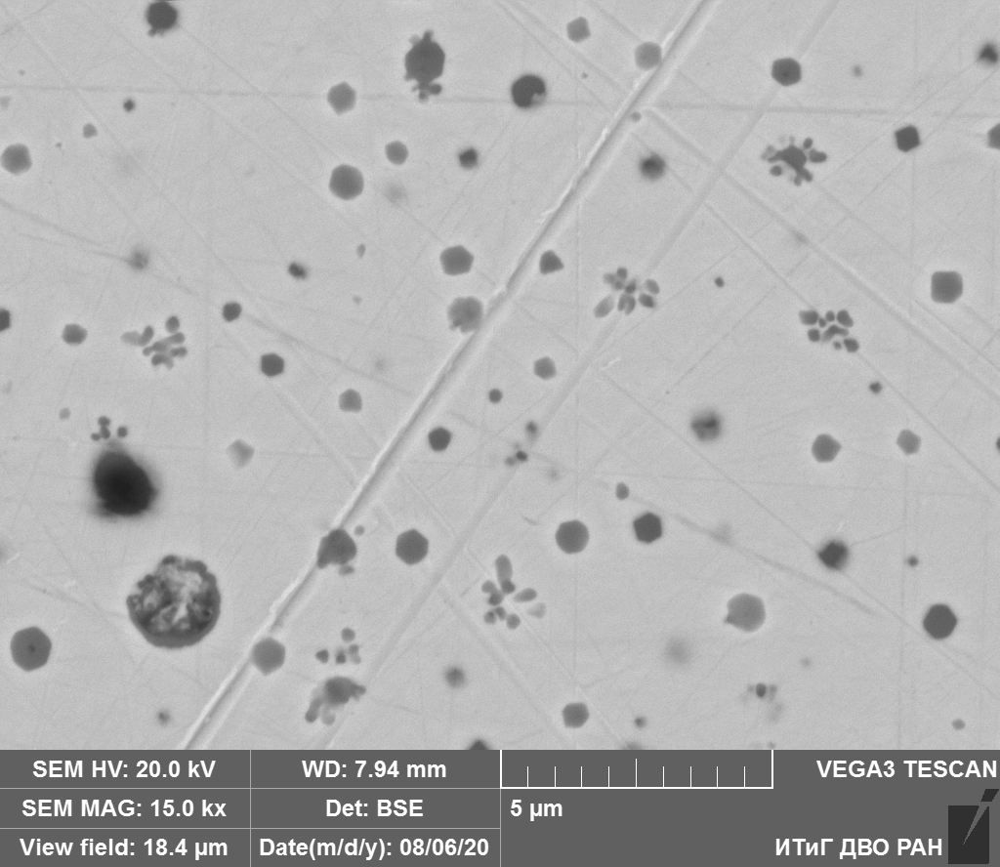 SEM HV: 20.0 kV
WD: 7.94 mm
VEGA3 TESCAN
SEM MAG: 15.0 kx
Det: BSE
5 µm
View field: 18.4 µm
Date(m/d/y): 08/06/20
ИТиГ ДВО РАН